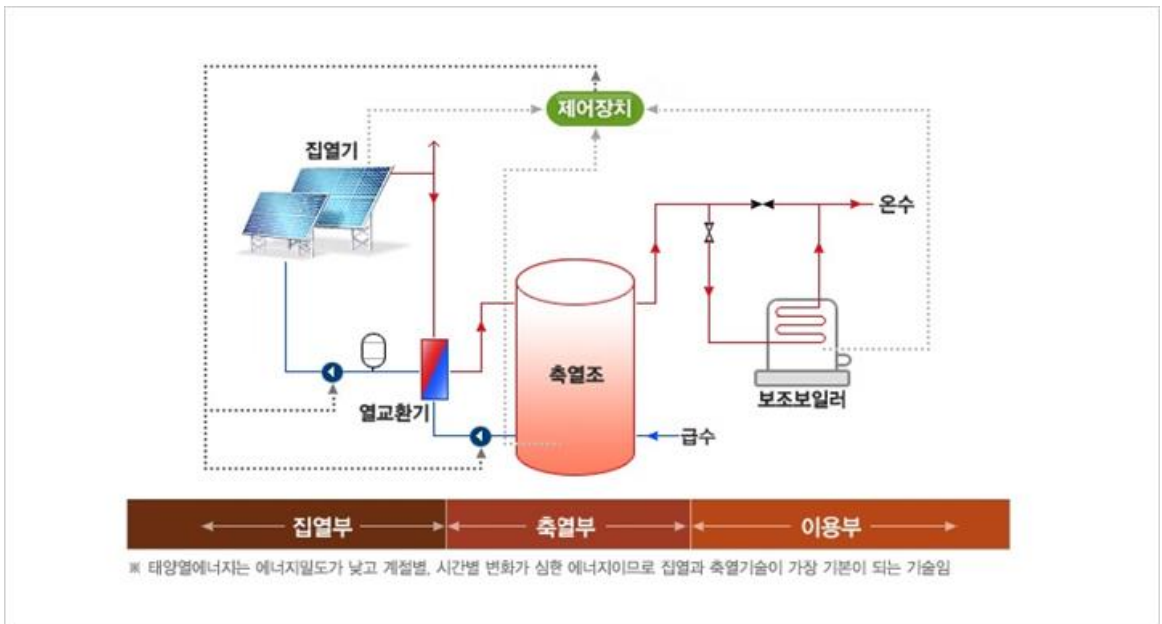 제어장치
집열기
온수
축열조
열교환기
보조보일러
급수
집열부 축열부 이용부
※ 태양열에너지는 에너지밀도가 낮고 계절별, 시간별 변화가 심한 에너지이므로 집열과 축열기술이 가장 기본이 되는 기술임